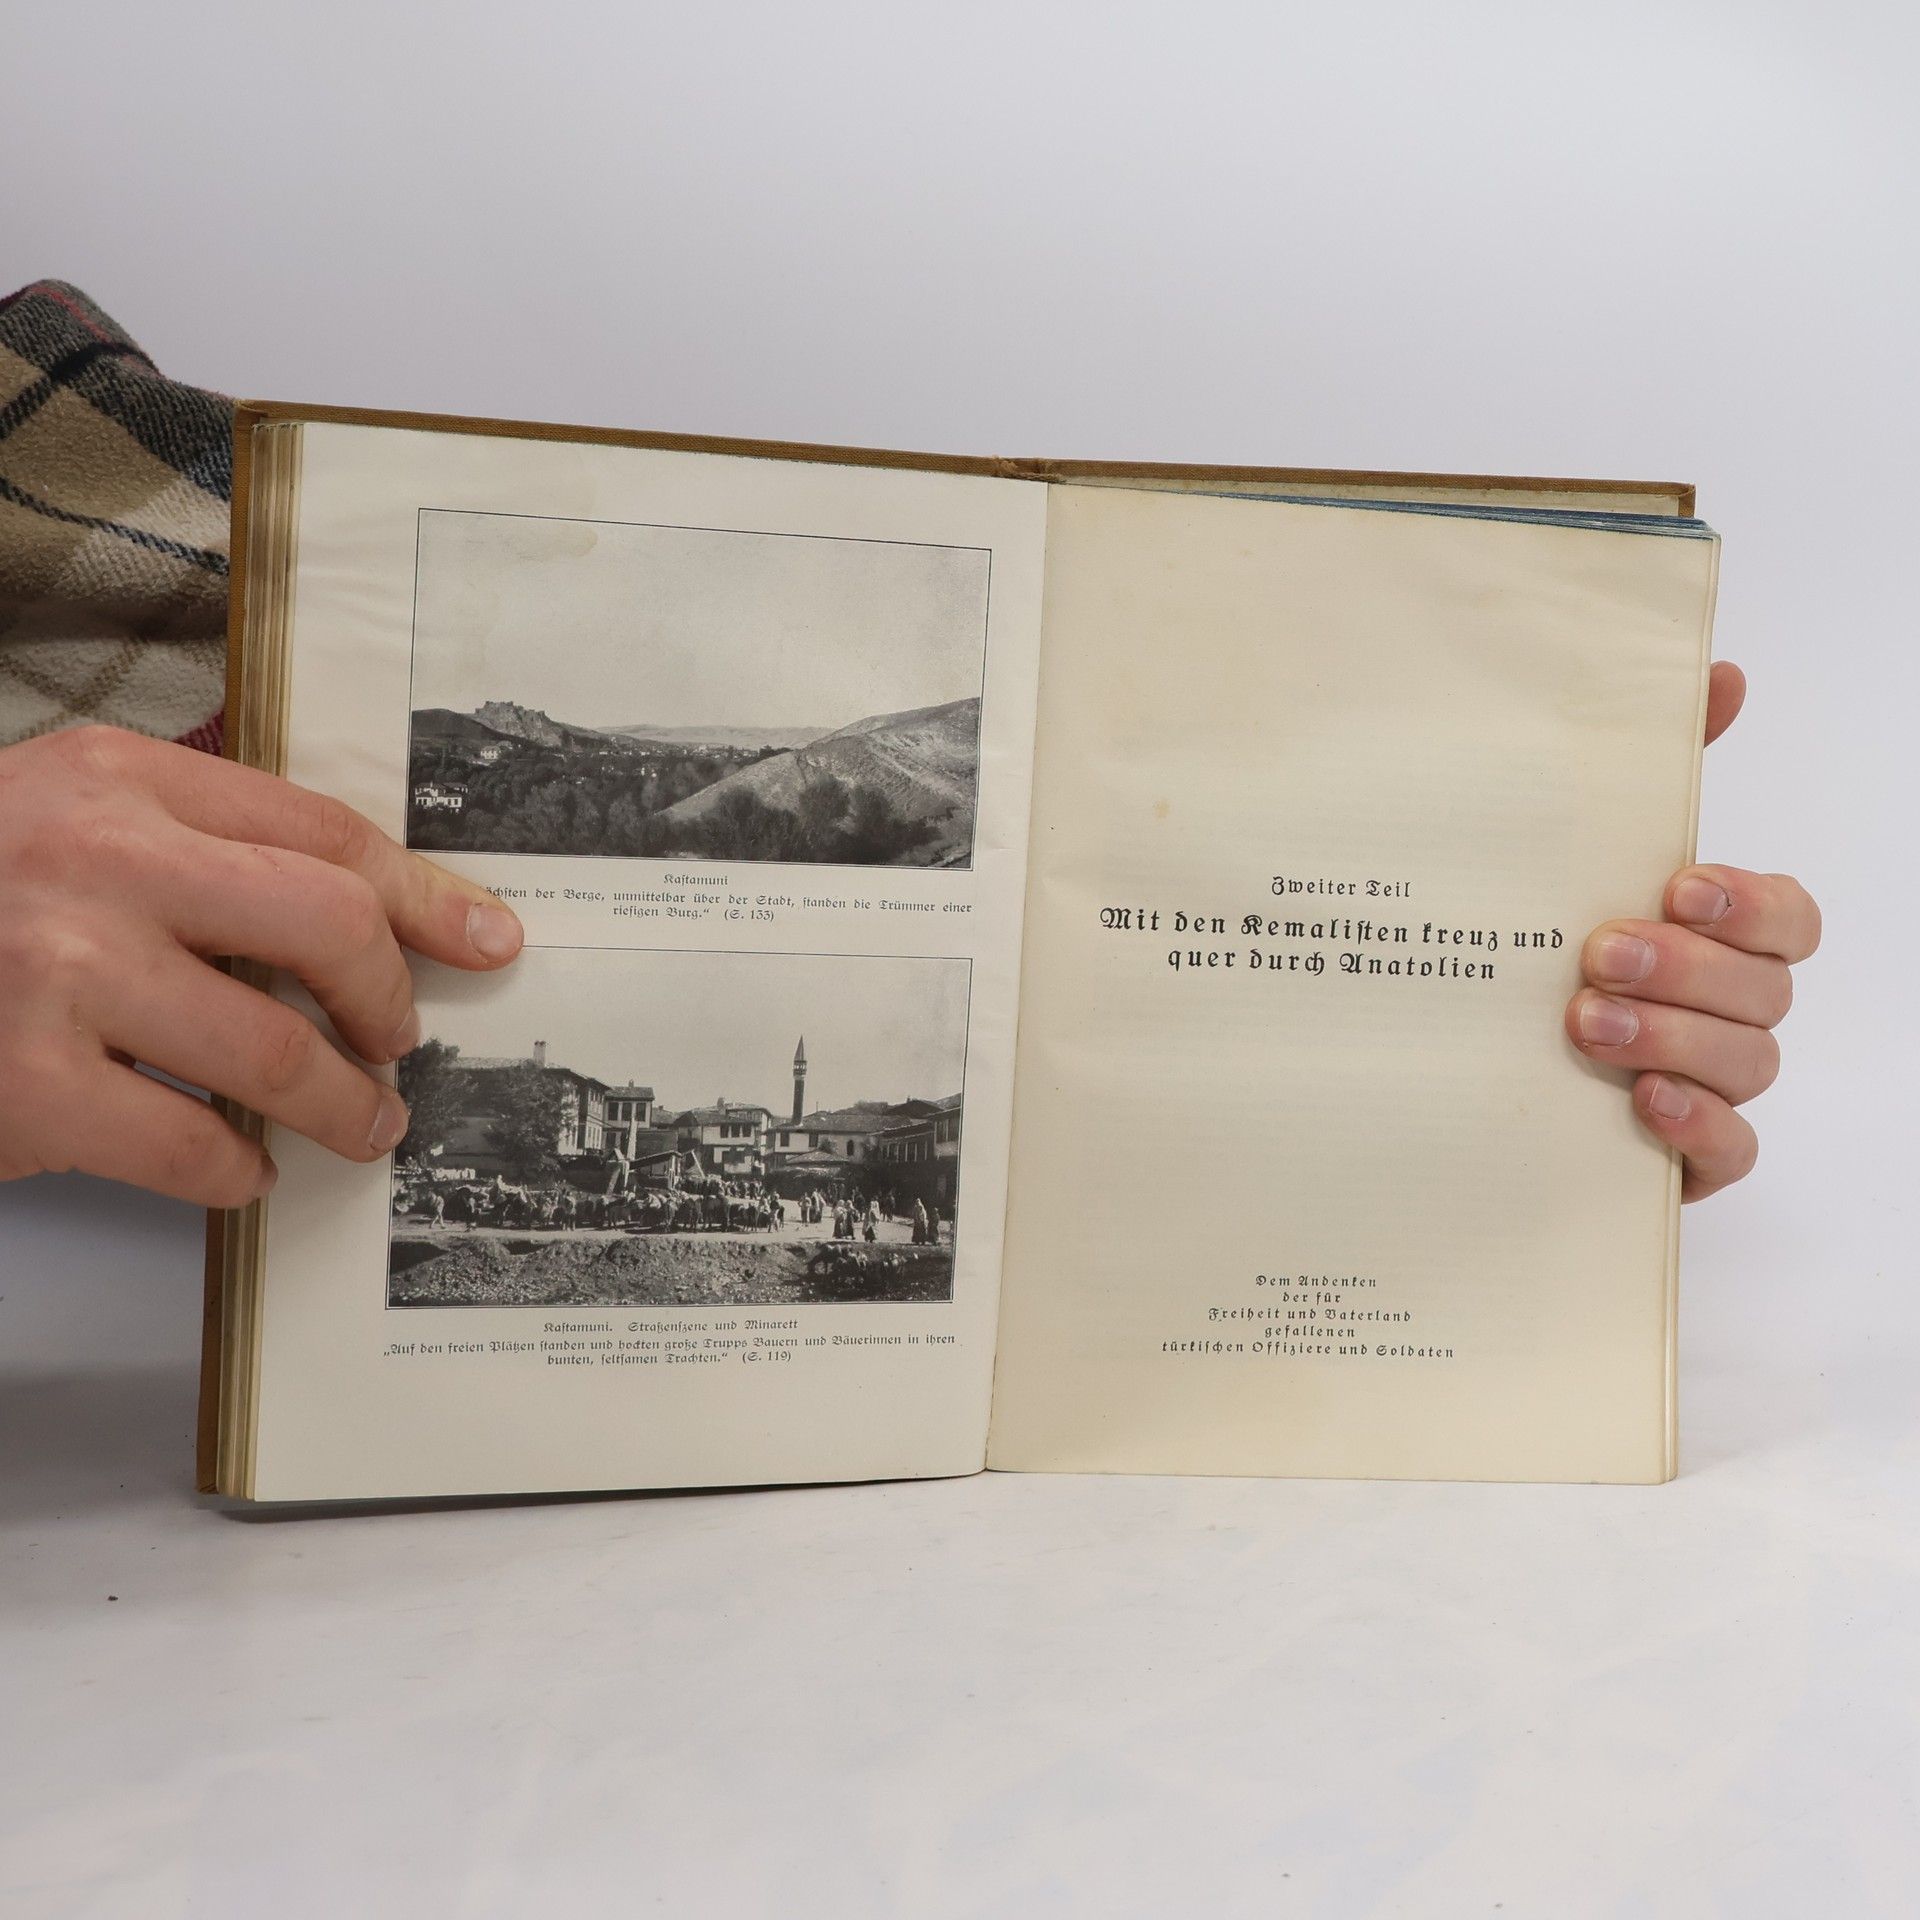 Kastamuni
der Berge, unmittelbar über der Stadt, standen die Trümmer einer
riesigen Burg.“ (S. 133)
Kastamuni. Straßenszene und Minarett
„Auf den freien Plätzen standen und hockten große Trupps Bauern und Bäuerinnen in ihren
bunten, seltsamen Trachten.“ (S. 119)
Zweiter Teil
Mit den Kemalisten kreuz und
quer durch Anatolien
Dem Andenken
der für
Freiheit und Vaterland
gefallenen
türkischen Offiziere und Soldaten